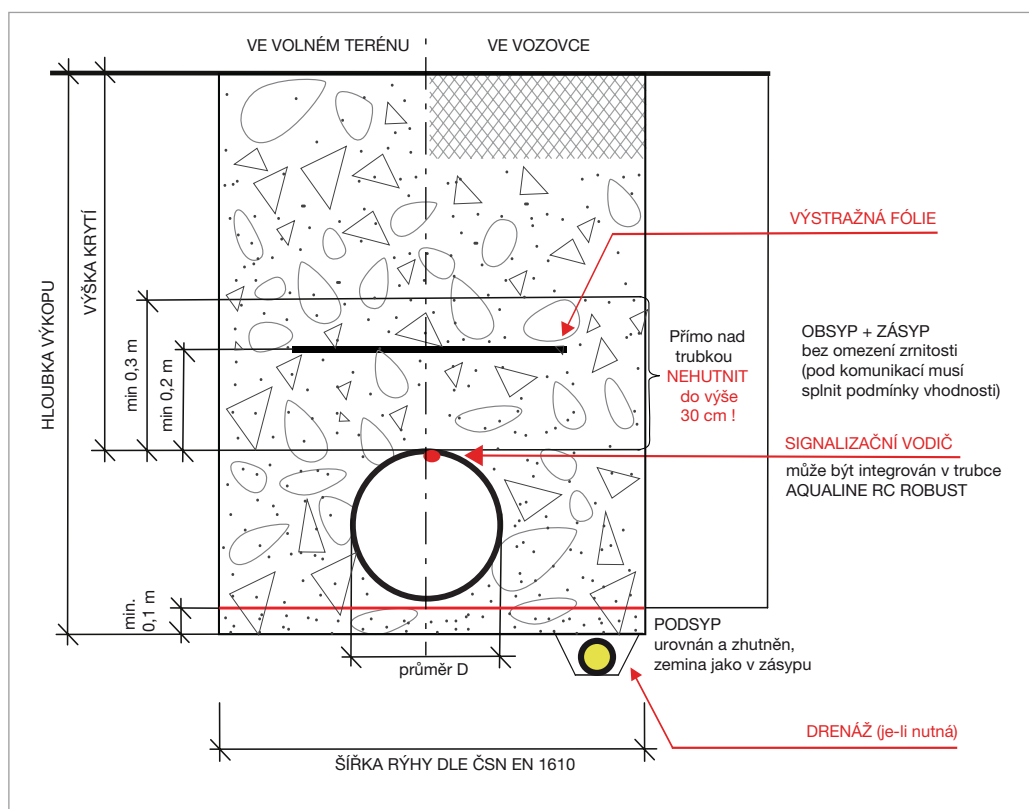 VE VOLNÉM TERÉNU
VE VOZOVCE
HLOUBKA VÝKOPU
VÝŠKA KRYTÍ
min 0,3 m
min 0,2 m
VÝSTRAŽNÁ FÓLIE
Přímo nad
trubkou
NEHUTNIT
do výše
30 cm !
OBSYP + ZÁSYP
bez omezení zrnitosti
(pod komunikací musí
splnit podmínky vhodnosti)
SIGNALIZAČNÍ VODIČ
může být integrován v trubce
AQUALINE RC ROBUST
min.
0,1 m
PODSYP
urovnán a zhutněn,
zemina jako v zásypu
průměr D
DRENÁŽ (je-li nutná)
ŠÍŘKA RÝHY DLE ČSN EN 1610